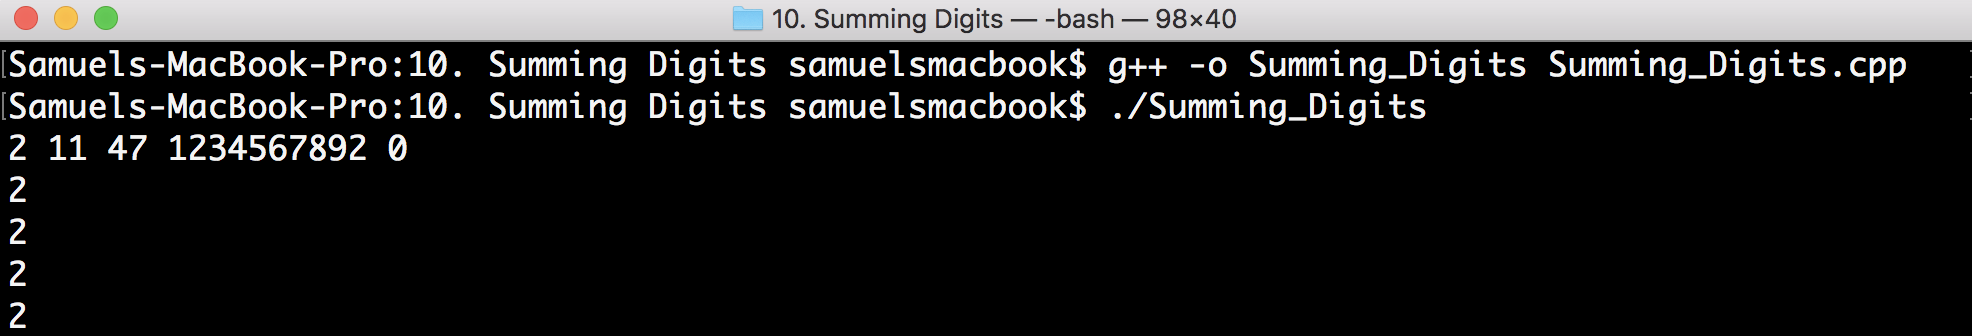 10. Summing Digits — -bash — 98×40
[Samuels-MacBook-Pro:10. Summing Digits samuelsmacbook$ g++ -o Summing_Digits Summing_Digits.cpp
[Samuels-MacBook-Pro:10. Summing Digits samuelsmacbook$ ./Summing_Digits
2 11 47 1234567892 0
2
2
2
2